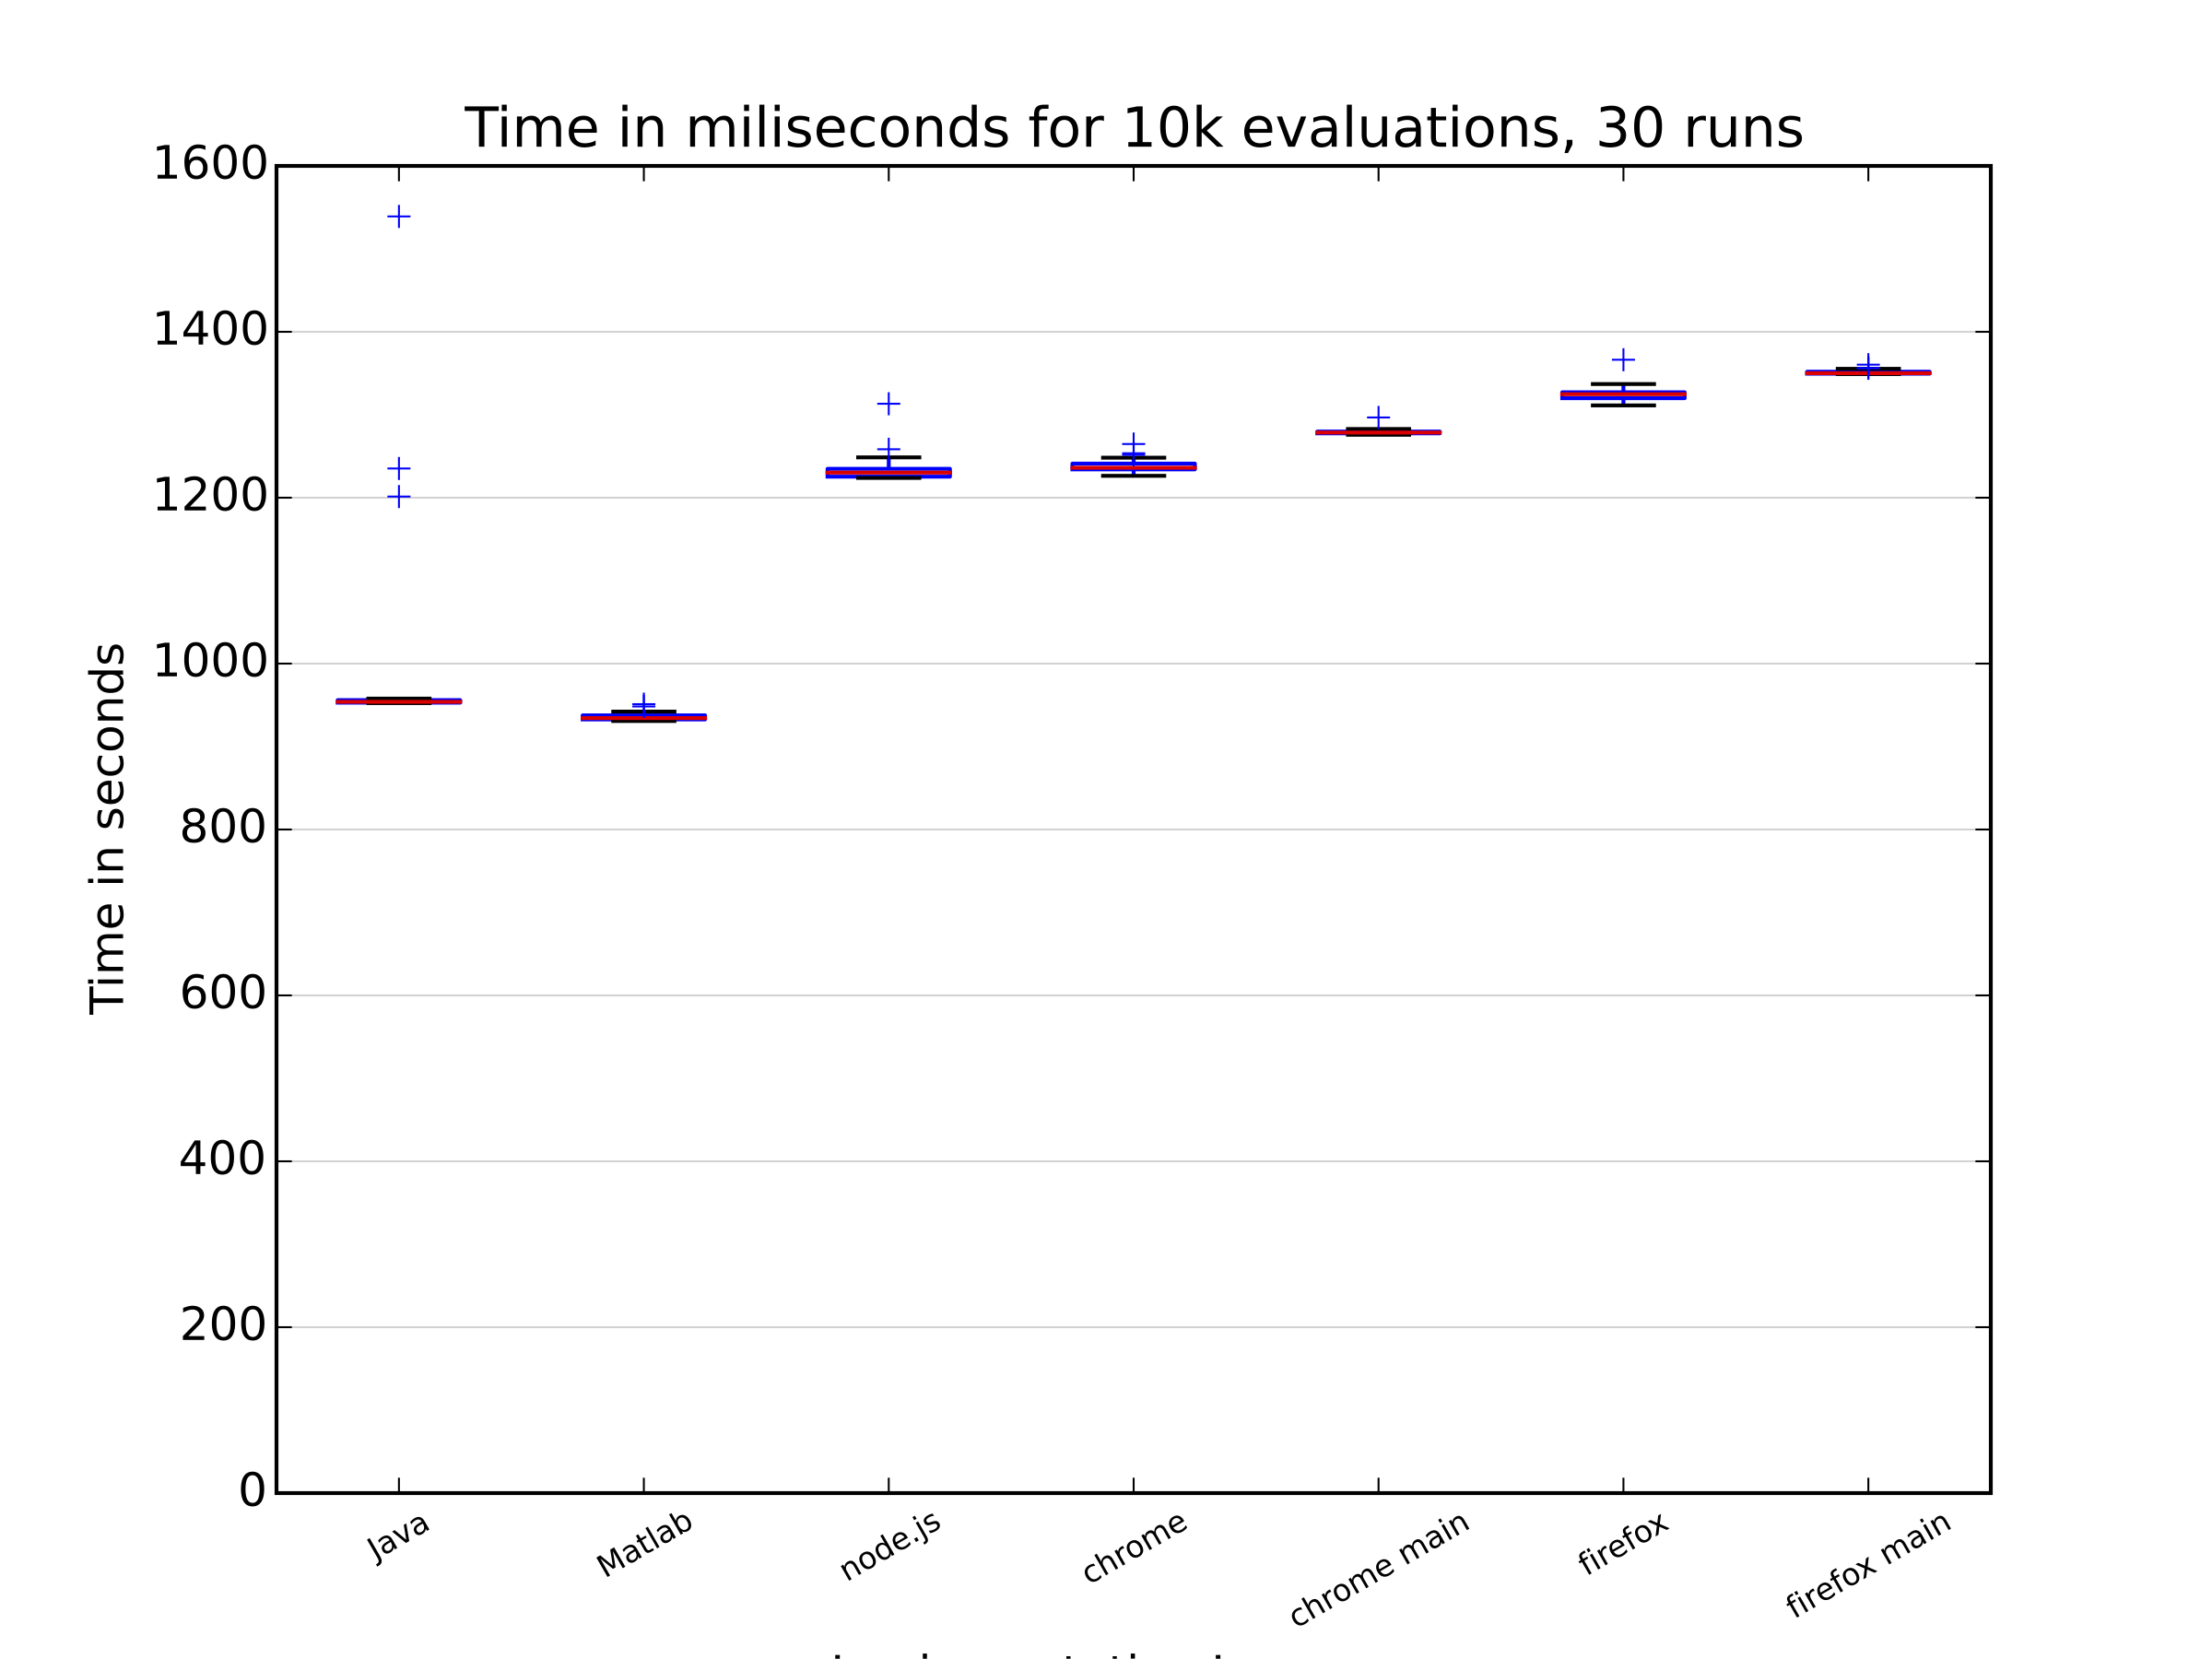 Time in miliseconds for 10k evaluations, 30 runs
1600
1400
1200
1000
800
600
400
200
0
Time in seconds
Java
Matlab
node.js
chrome
chrome main
firefox
firefox main